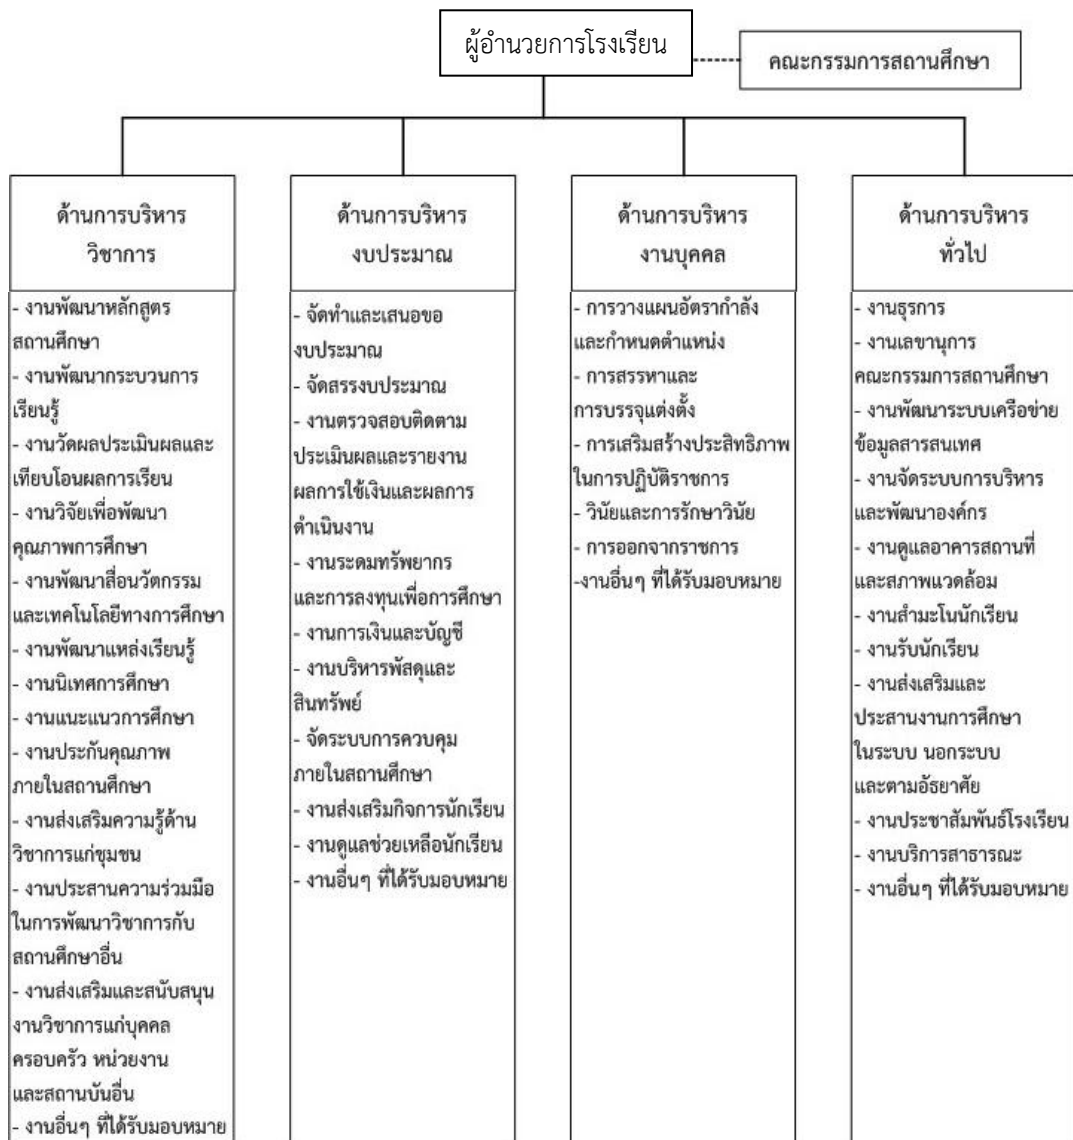 ผู้อำนวยการโรงเรียน
คณะกรรมการสถานศึกษา
ด้านการบริหาร
วิชาการ
- งานพัฒนาหลักสูตร
สถานศึกษา
- งานพัฒนากระบวนการ
เรียนรู้
- งานวัดผลประเมินผลและ
เทียบโอนผลการเรียน
- งานวิจัยเพื่อพัฒนา
คุณภาพการศึกษา
- งานพัฒนาสื่อนวัตกรรม
และเทคโนโลยีทางการศึกษา
- งานพัฒนาแหล่งเรียนรู้
- งานนิเทศการศึกษา
- งานแนะแนวการศึกษา
- งานประกันคุณภาพ
ภายในสถานศึกษา
- งานส่งเสริมความรู้ด้าน
วิชาการแก่ชุมชน
- งานประสานความร่วมมือ
ในการพัฒนาวิชาการกับ
สถานศึกษาอื่น
- งานส่งเสริมและสนับสนุน
งานวิชาการแก่บุคคล
ครอบครัว หน่วยงาน
และสถานบันอื่น
- งานอื่นๆ ที่ได้รับมอบหมาย
ด้านการบริหาร
งบประมาณ
- จัดทำและเสนอขอ
งบประมาณ
- จัดสรรงบประมาณ
- งานตรวจสอบติดตาม
ประเมินผลและรายงาน
ผลการใช้เงินและผลการ
ดำเนินงาน
- งานระดมทรัพยากร
และการลงทุนเพื่อการศึกษา
- งานการเงินและบัญชี
- งานบริหารพัสดุและ
สินทรัพย์
- จัดระบบการควบคุม
ภายในสถานศึกษา
- งานส่งเสริมกิจการนักเรียน
- งานดูแลช่วยเหลือนักเรียน
- งานอื่นๆ ที่ได้รับมอบหมาย
ด้านการบริหาร
งานบุคคล
- การวางแผนอัตรากำลัง
และกำหนดตำแหน่ง
- การสรรหาและ
การบรรจุแต่งตั้ง
- การเสริมสร้างประสิทธิภาพ
ในการปฏิบัติราชการ
- วินัยและการรักษาวินัย
- การออกจากราชการ
-งานอื่นๆ ที่ได้รับมอบหมาย
ด้านการบริหาร
ทั่วไป
- งานธุรการ
- งานเลขานุการ
คณะกรรมการสถานศึกษา
- งานพัฒนาระบบเครือข่าย
ข้อมูลสารสนเทศ
- งานจัดระบบการบริหาร
และพัฒนาองค์กร
- งานดูแลอาคารสถานที่
และสภาพแวดล้อม
- งานสำมะโนนักเรียน
- งานรับนักเรียน
- งานส่งเสริมและ
ประสานงานการศึกษา
ในระบบ นอกระบบ
และตามอัธยาศัย
- งานประชาสัมพันธ์โรงเรียน
- งานบริการสาธารณะ
- งานอื่นๆ ที่ได้รับมอบหมาย